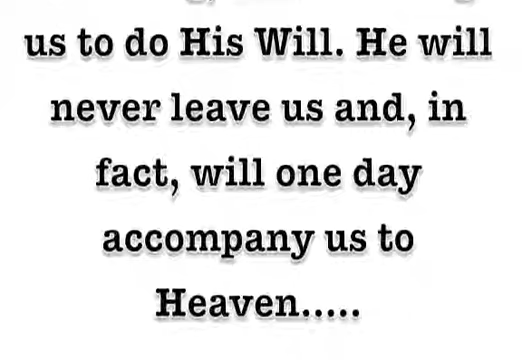 us to do His Will. He will
never leave us and, in
fact, will one day
accompany us to
Heaven.....